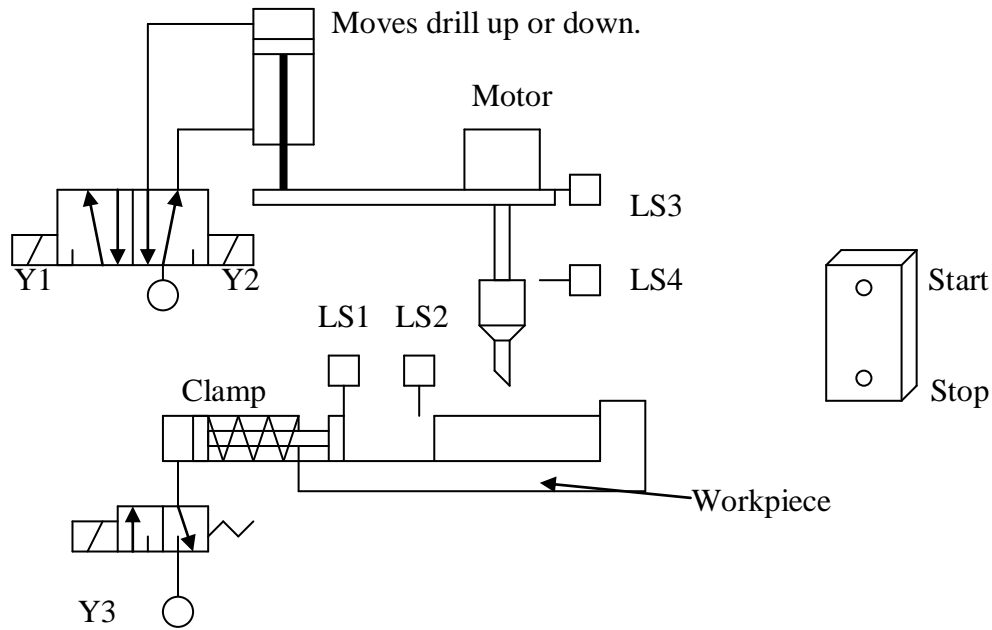 Moves drill up or down.
Motor
LS3
Y1
Y2
LS4
Start
LS1
LS2
Clamp
Stop
Workpiece
Y3